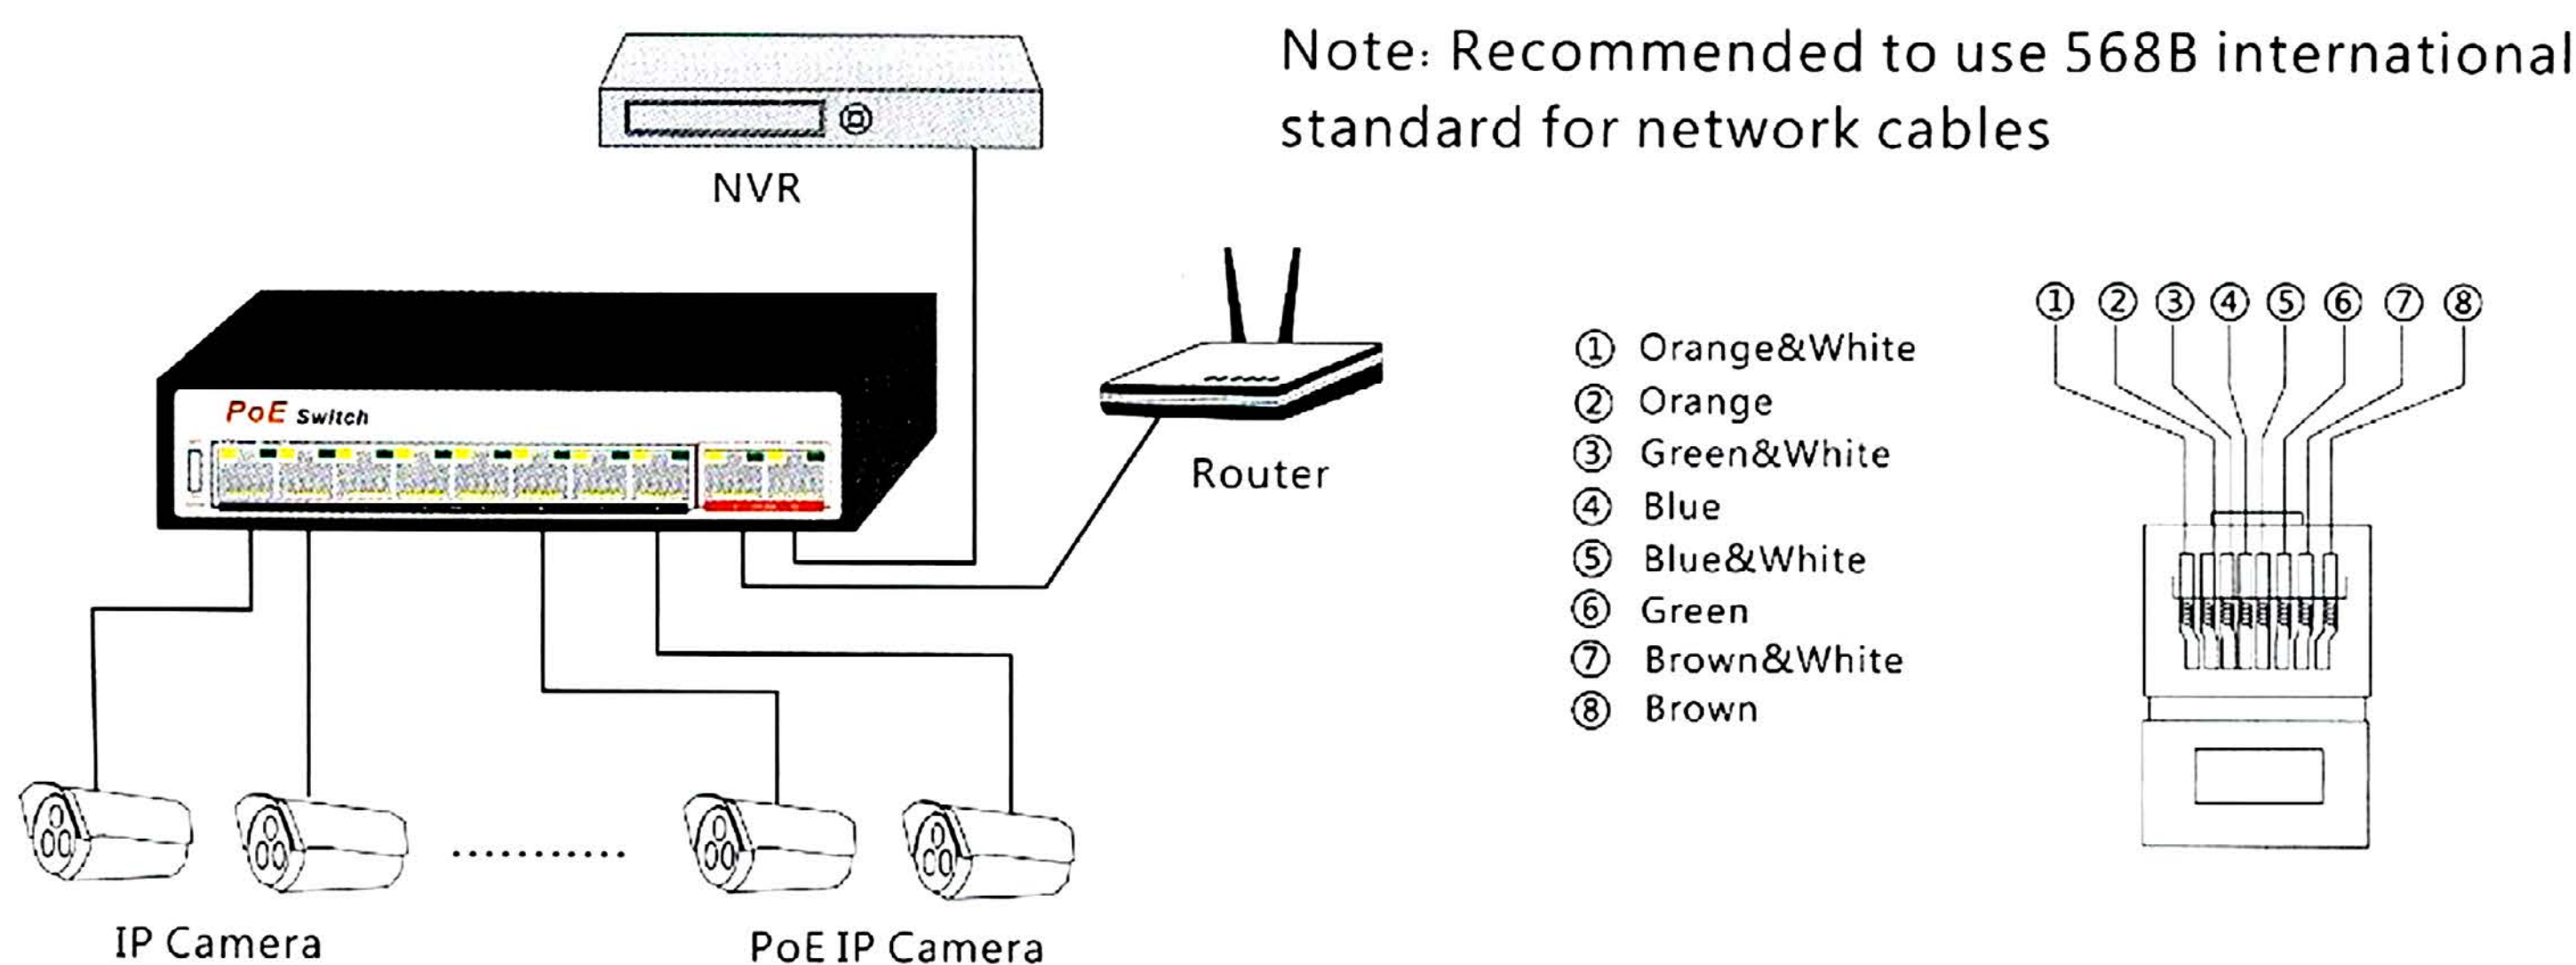 Note: Recommended to use 568B international
standard for network cables
NVR
PoE Switch
Router
① Orange&White
② Orange
③ Green&White
④ Blue
⑤ Blue&White
⑥ Green
⑦ Brown&White
⑧ Brown
① ② ③ ④ ⑤ ⑥ ⑦ ⑧
IP Camera
PoE IP Camera